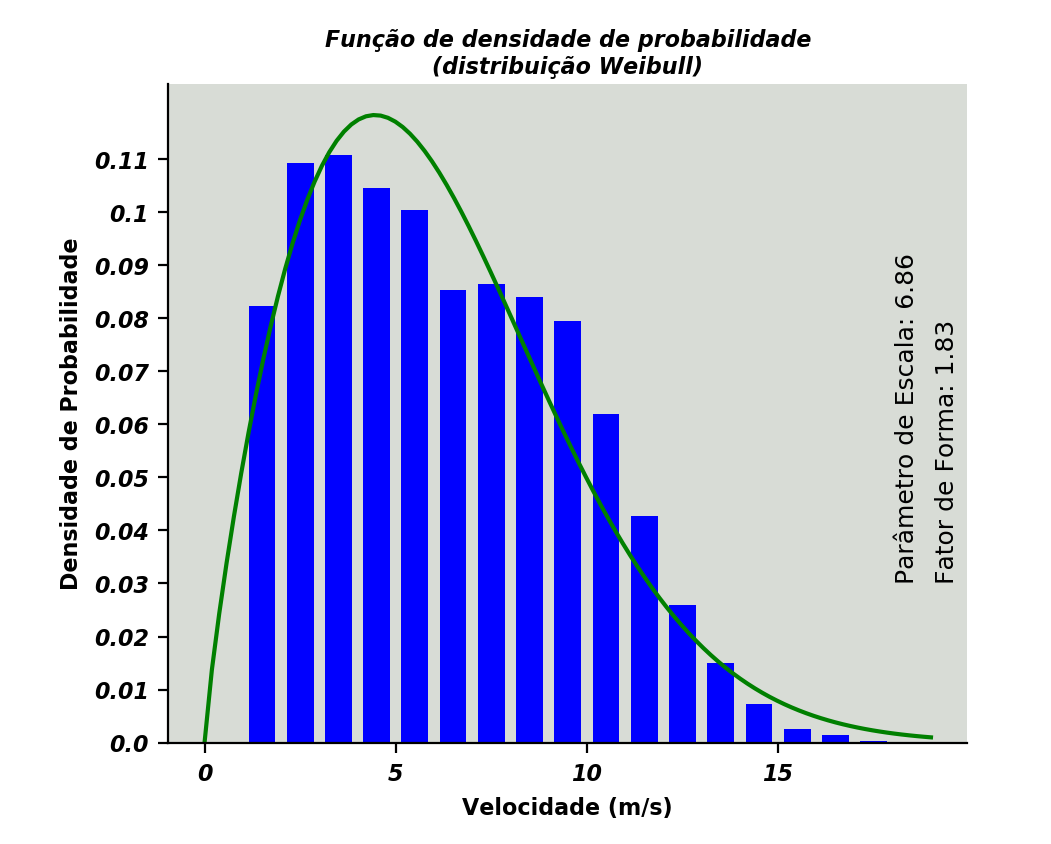 Função de densidade de probabilidade
(distribuição Weibull)
Densidade de Probabilidade
0.11
0.1
0.09
0.08
0.07
0.06
0.05
0.04
0.03
0.02
0.01
0.0
0
5
10
15
Velocidade (m/s)
Parâmetro de Escala: 6.86
Fator de Forma: 1.83